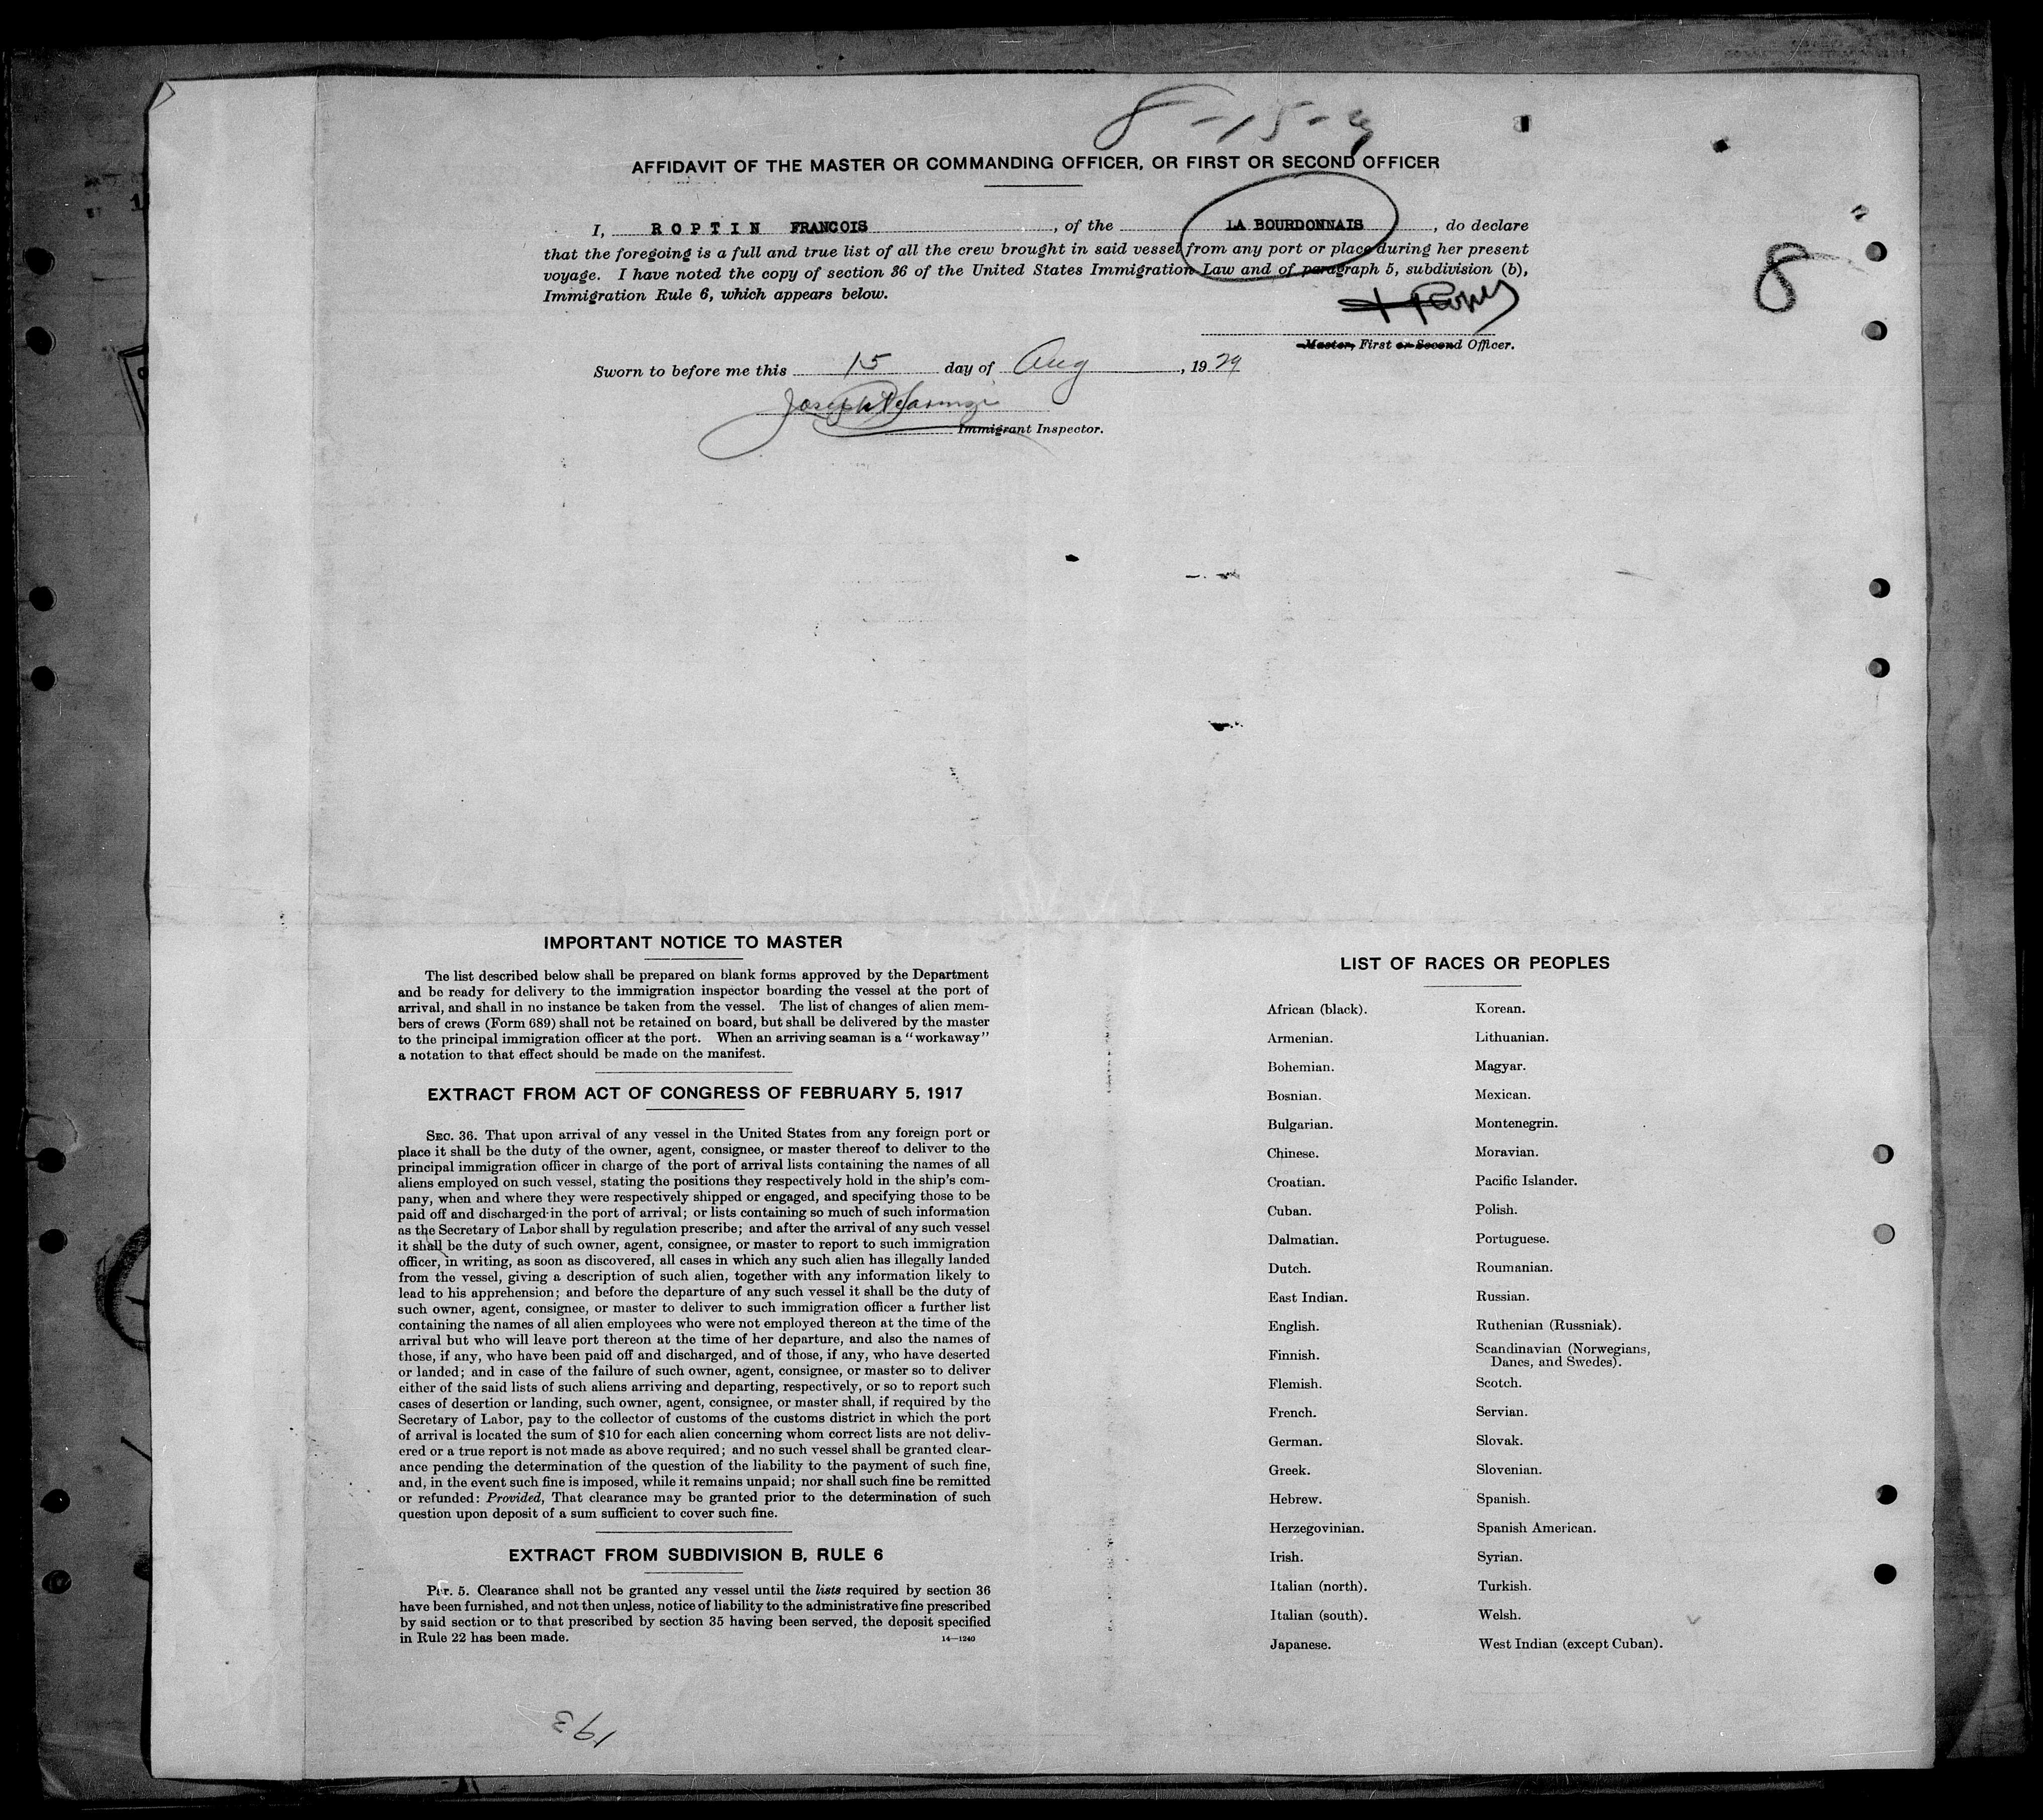 8-15-
AFFIDAVIT OF THE MASTER OR COMMANDING OFFICER, OR FIRST OR SECOND OFFICER
I, ROPTIN FRANCOIS, of the LA BOURDONNAIS, do declare
that the foregoing is a full and true list of all the crew brought in said vessel from any port or place during her present
voyage. I have noted the copy of section 36 of the United States Immigration Law and of paragraph 5, subdivision (b),
Immigration Rule 6, which appears below.
8
Master, First or Second Officer.
Sworn to before me this 15 day of Aug, 1929
Joseph
Immigrant Inspector.
IMPORTANT NOTICE TO MASTER
The list described below shall be prepared on blank forms approved by the Department
and be ready for delivery to the immigration inspector boarding the vessel at the port of
arrival, and shall in no instance be taken from the vessel. The list of changes of alien mem-
bers of crews (Form 689) shall not be retained on board, but shall be delivered by the master
to the principal immigration officer at the port. When an arriving seaman is a "workaway"
a notation to that effect should be made on the manifest.
EXTRACT FROM ACT OF CONGRESS OF FEBRUARY 5, 1917
SEC. 36. That upon arrival of any vessel in the United States from any foreign port or
place it shall be the duty of the owner, agent, consignee, or master thereof to deliver to the
principal immigration officer in charge of the port of arrival lists containing the names of all
aliens employed on such vessel, stating the positions they respectively hold in the ship's com-
pany, when and where they were respectively shipped or engaged, and specifying those to be
paid off and discharged in the port of arrival; or lists containing so much of such information
as the Secretary of Labor shall by regulation prescribe; and after the arrival of any such vessel
it shall be the duty of such owner, agent, consignee, or master to report to such immigration
officer, in writing, as soon as discovered, all cases in which any such alien has illegally landed
from the vessel, giving a description of such alien, together with any information likely to
lead to his apprehension; and before the departure of any such vessel it shall be the duty of
such owner, agent, consignee, or master to deliver to such immigration officer a further list
containing the names of all alien employees who were not employed thereon at the time of the
arrival but who will leave port thereon at the time of her departure, and also the names of
those, if any, who have been paid off and discharged, and of those, if any, who have deserted
or landed; and in case of the failure of such owner, agent, consignee, or master so to deliver
either of the said lists of such aliens arriving and departing, respectively, or so to report such
cases of desertion or landing, such owner, agent, consignee, or master shall, if required by the
Secretary of Labor, pay to the collector of customs of the customs district in which the port
of arrival is located the sum of $10 for each alien concerning whom correct lists are not deliv-
ered or a true report is not made as above required; and no such vessel shall be granted clear-
ance pending the determination of the question of the liability to the payment of such fine,
and, in the event such fine is imposed, while it remains unpaid; nor shall such fine be remitted
or refunded: Provided, That clearance may be granted prior to the determination of such
question upon deposit of a sum sufficient to cover such fine.
EXTRACT FROM SUBDIVISION B, RULE 6
Par. 5. Clearance shall not be granted any vessel until the lists required by section 36
have been furnished, and not then unless, notice of liability to the administrative fine prescribed
by said section or to that prescribed by section 35 having been served, the deposit specified
in Rule 22 has been made.
14—1240
193
LIST OF RACES OR PEOPLES
African (black).
Armenian.
Bohemian.
Bosnian.
Bulgarian.
Chinese.
Croatian.
Cuban.
Dalmatian.
Dutch.
East Indian.
English.
Finnish.
Flemish.
French.
German.
Greek.
Hebrew.
Herzegovinian.
Irish.
Italian (north).
Italian (south).
Japanese.
Korean.
Lithuanian.
Magyar.
Mexican.
Montenegrin.
Moravian.
Pacific Islander.
Polish.
Portuguese.
Roumanian.
Russian.
Ruthenian (Russniak).
Scandinavian (Norwegians,
Danes, and Swedes).
Scotch.
Servian.
Slovak.
Slovenian.
Spanish.
Spanish American.
Syrian.
Turkish.
Welsh.
West Indian (except Cuban).